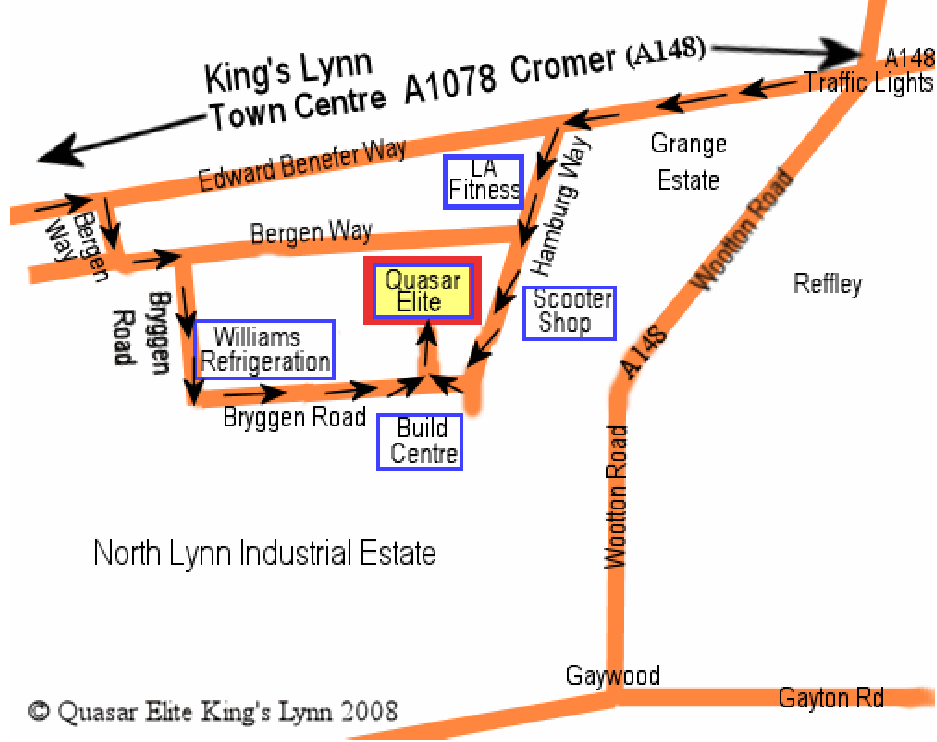 King's Lynn
Town Centre A1078 Cromer (A148)
A148
Traffic Lights
Edward Benefer Way
LA
Fitness
Hamburg Way
Grange
Estate
Wootton Road
Bergen
Way
Bergen Way
Reffley
Quasar
Elite
Scooter
Shop
Bryggen
Road
Williams
Refrigeration
A148
Bryggen Road
Build
Centre
Wootton Road
North Lynn Industrial Estate
Gaywood
Gayton Rd
© Quasar Elite King's Lynn 2008